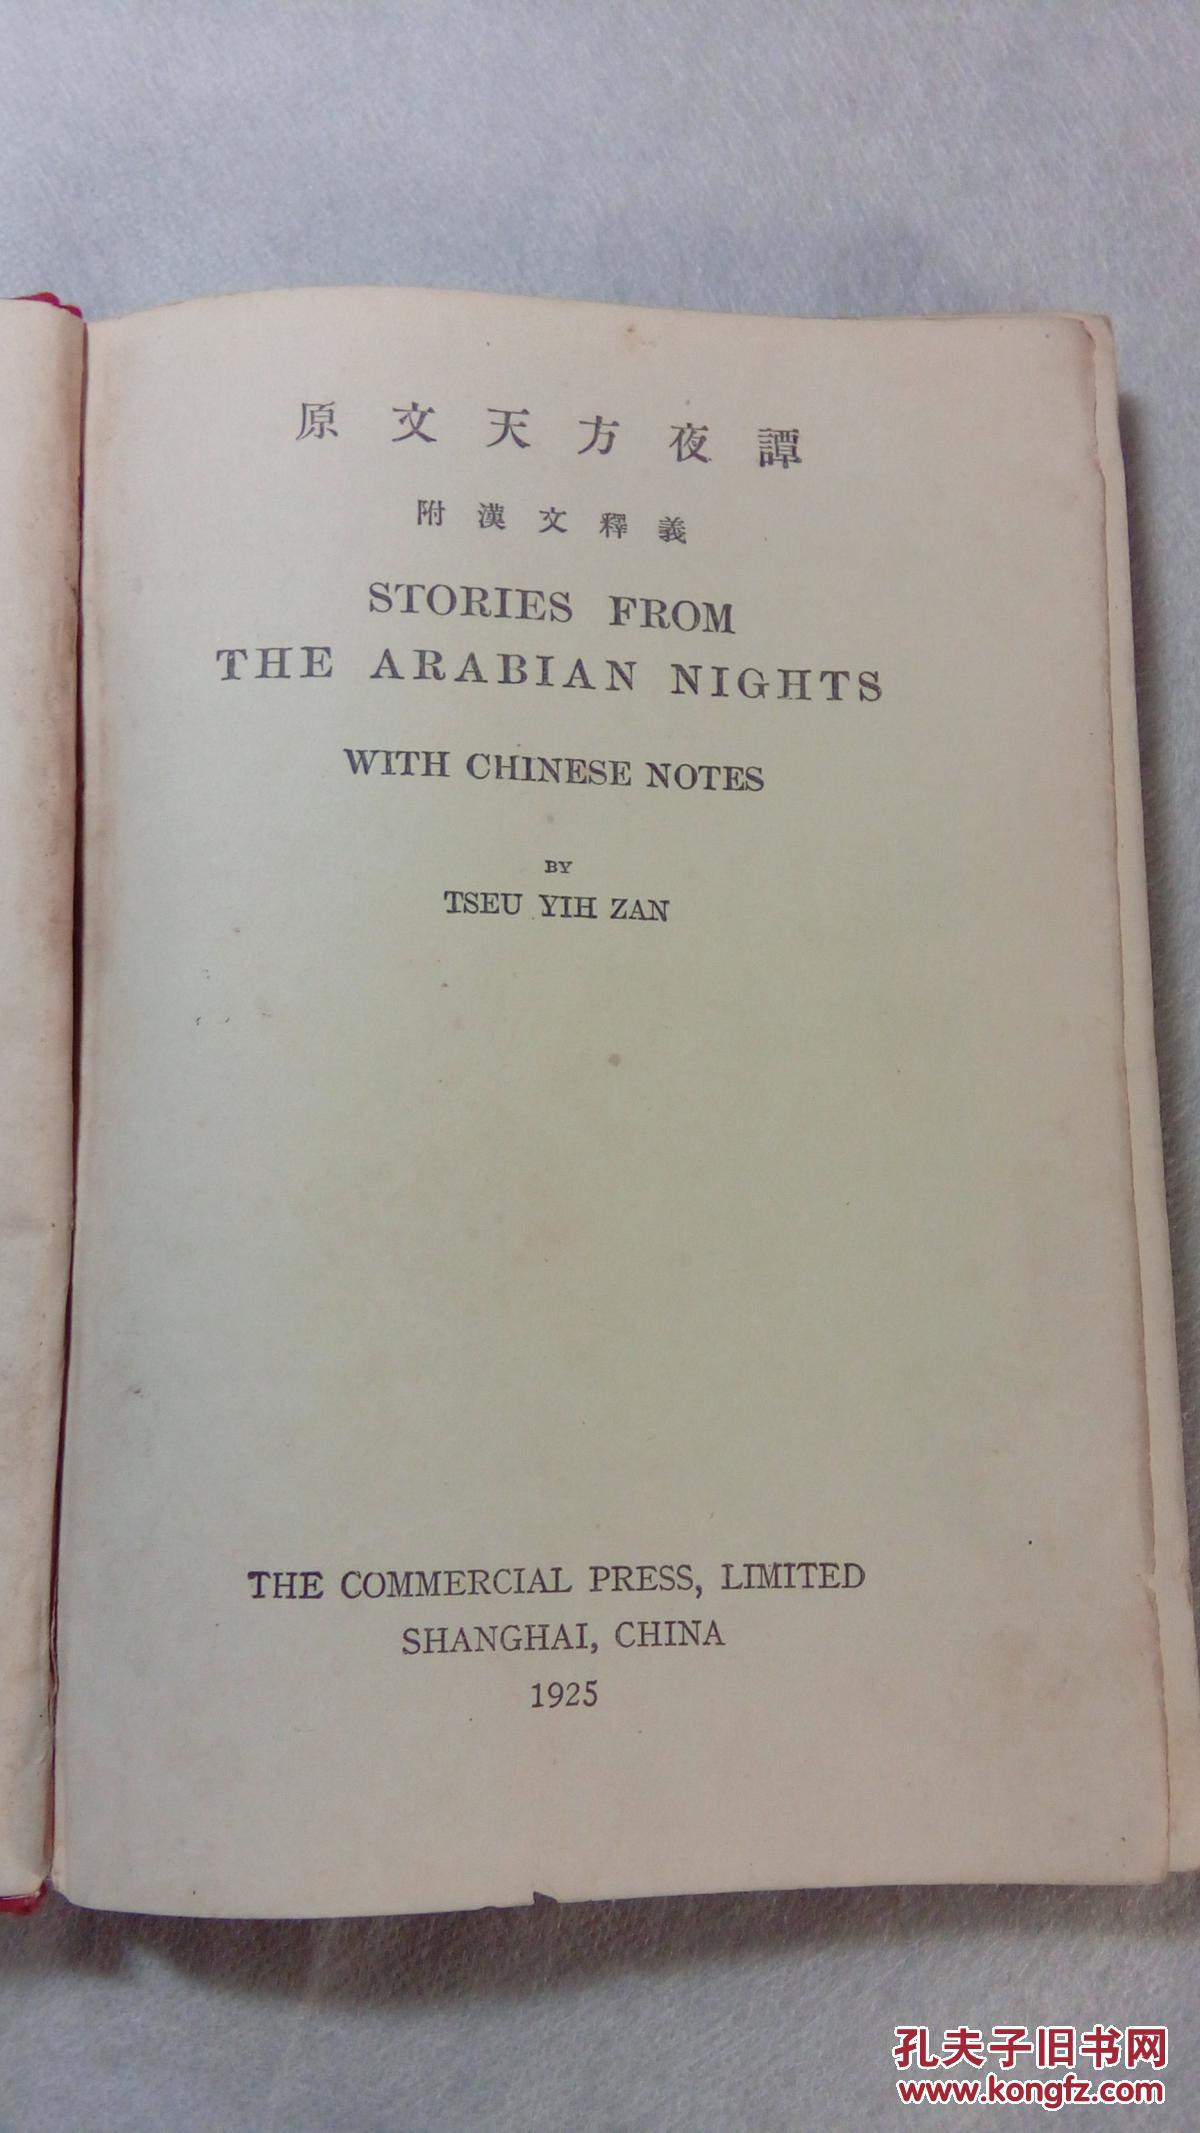 原文天方夜譚
附漢文釋義
STORIES FROM
THE ARABIAN NIGHTS
WITH CHINESE NOTES
BY
TSEU YIH ZAN
THE COMMERCIAL PRESS, LIMITED
SHANGHAI, CHINA
1925
孔夫子旧书网
www.kongfz.com